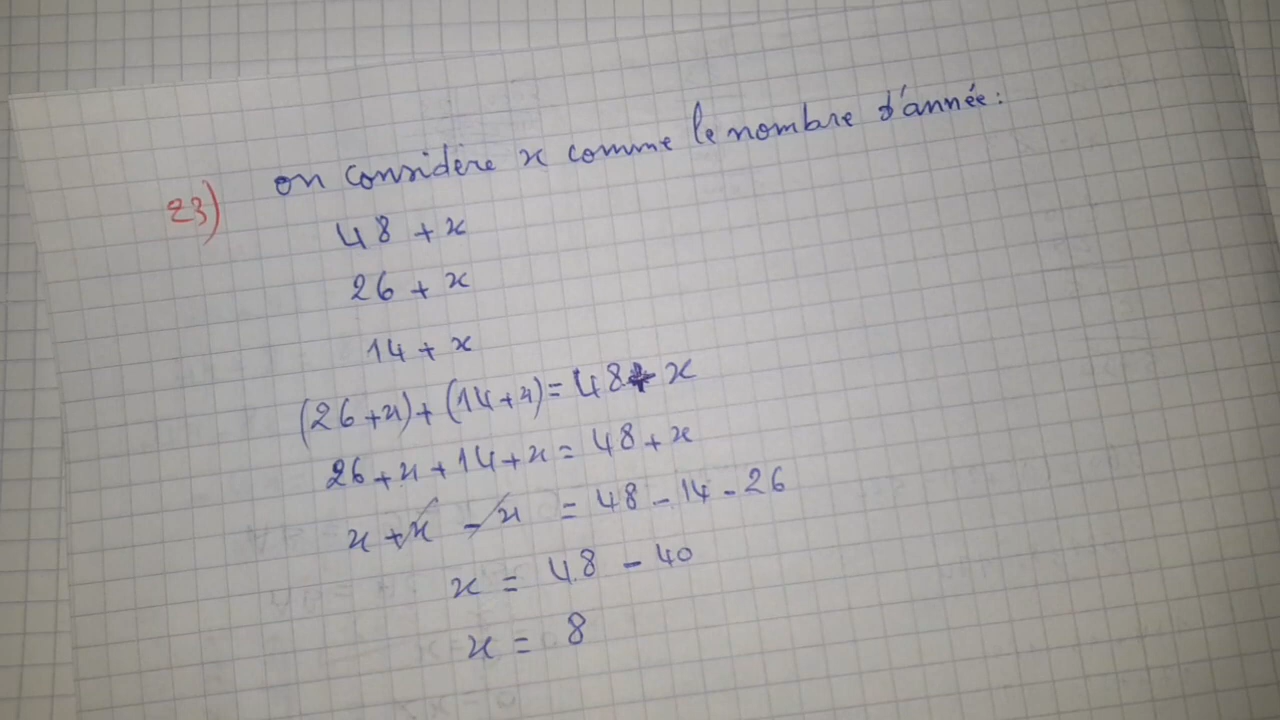 23) on considère x comme le nombre d'année :
48 + x
26 + x
14 + x
(26 + x) + (14 + x) = 48 + x
26 + x + 14 + x = 48 + x
x + x - x = 48 - 14 - 26
x = 48 - 40
x = 8